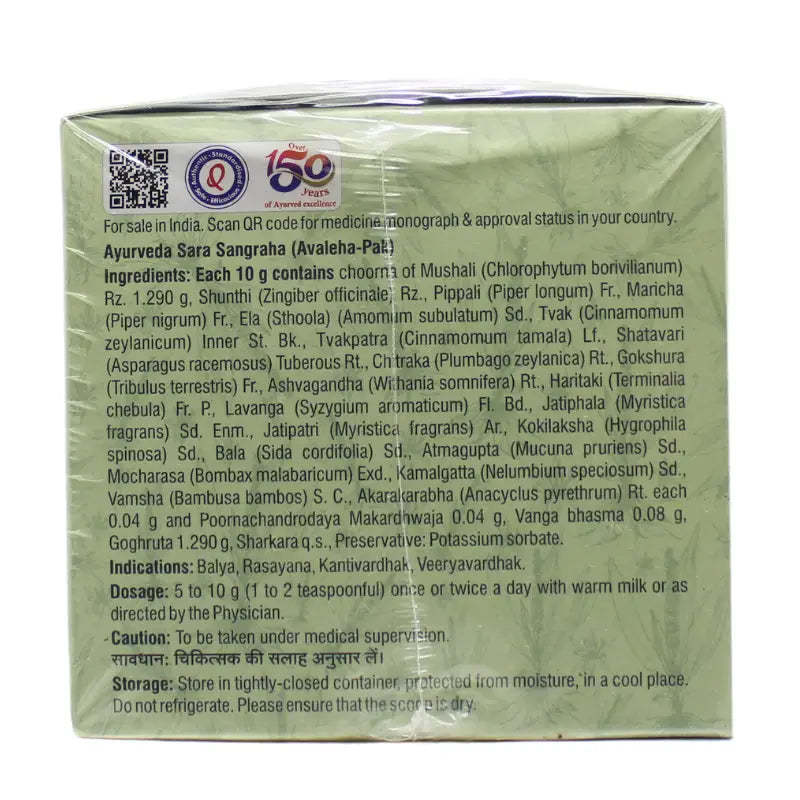 Authentic • Standardised • Safe • Efficacious
Q
Over
150
years
of Ayurved excellence
For sale in India. Scan QR code for medicine monograph & approval status in your country.
Ayurveda Sara Sangraha (Avaleha-Pak)
Ingredients: Each 10 g contains choorna of Mushali (Chlorophytum borivilianum)
Rz. 1.290 g, Shunthi (Zingiber officinale) Rz., Pippali (Piper longum) Fr., Maricha
(Piper nigrum) Fr., Ela (Sthoola) (Amomum subulatum) Sd., Tvak (Cinnamomum
zeylanicum) Inner St. Bk., Tvakpatra (Cinnamomum tamala) Lf., Shatavari
(Asparagus racemosus) Tuberous Rt., Chitraka (Plumbago zeylanica) Rt., Gokshura
(Tribulus terrestris) Fr., Ashvagandha (Withania somnifera) Rt., Haritaki (Terminalia
chebula) Fr. P., Lavanga (Syzygium aromaticum) Fl. Bd., Jatiphala (Myristica
fragrans) Sd. Enm., Jatipatri (Myristica fragrans) Ar., Kokilaksha (Hygrophila
spinosa) Sd., Bala (Sida cordifolia) Sd., Atmagupta (Mucuna pruriens) Sd.,
Mocharasa (Bombax malabaricum) Exd., Kamalgatta (Nelumbium speciosum) Sd.,
Vamsha (Bambusa bambos) S. C., Akarakarabha (Anacyclus pyrethrum) Rt. each
0.04 g and Poornachandrodaya Makardhwaja 0.04 g, Vanga bhasma 0.08 g,
Goghruta 1.290 g, Sharkara q.s., Preservative: Potassium sorbate.
Indications: Balya, Rasayana, Kantivardhak, Veeryavardhak.
Dosage: 5 to 10 g (1 to 2 teaspoonful) once or twice a day with warm milk or as
directed by the Physician.
Caution: To be taken under medical supervision.
सावधान: चिकित्सक की सलाह अनुसार लें।
Storage: Store in tightly-closed container, protected from moisture, in a cool place.
Do not refrigerate. Please ensure that the scoop is dry.